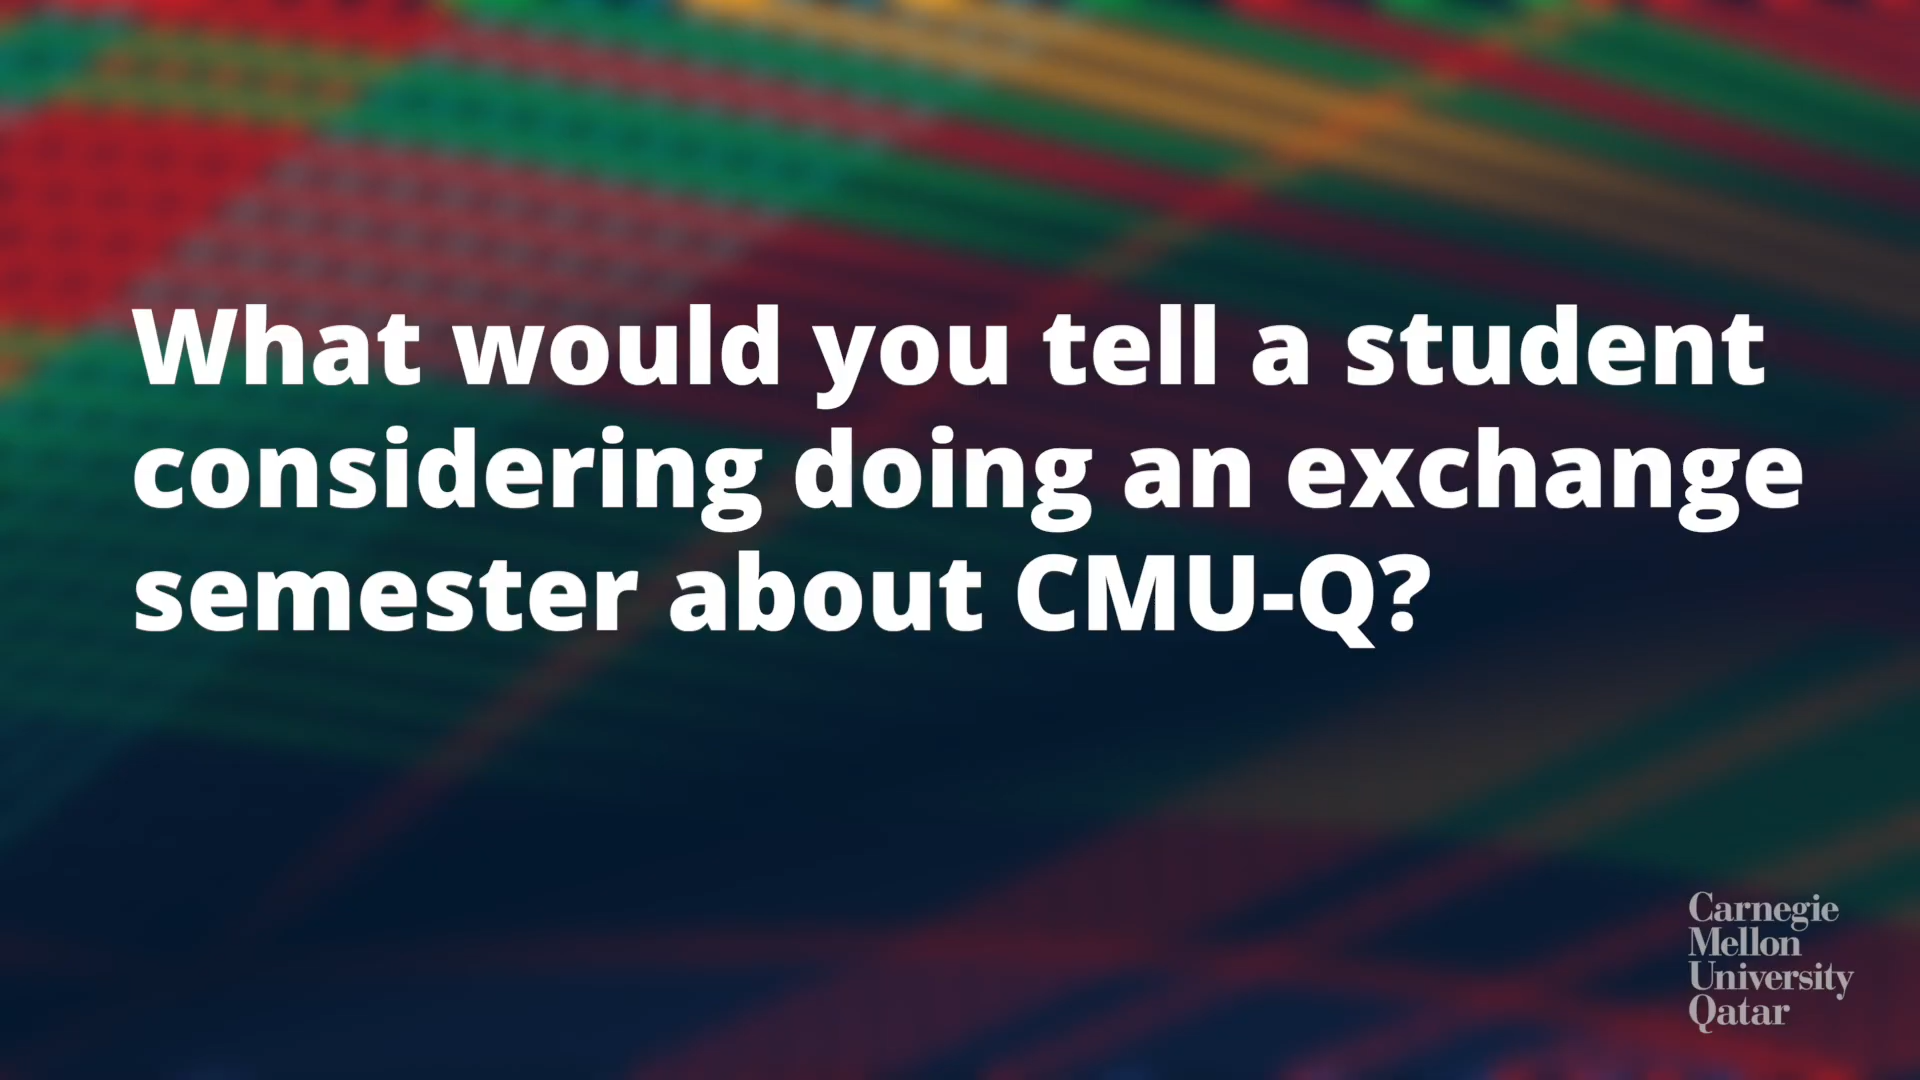 What would you tell a student
considering doing an exchange
semester about CMU-Q?
Carnegie
Mellon
University
Qatar